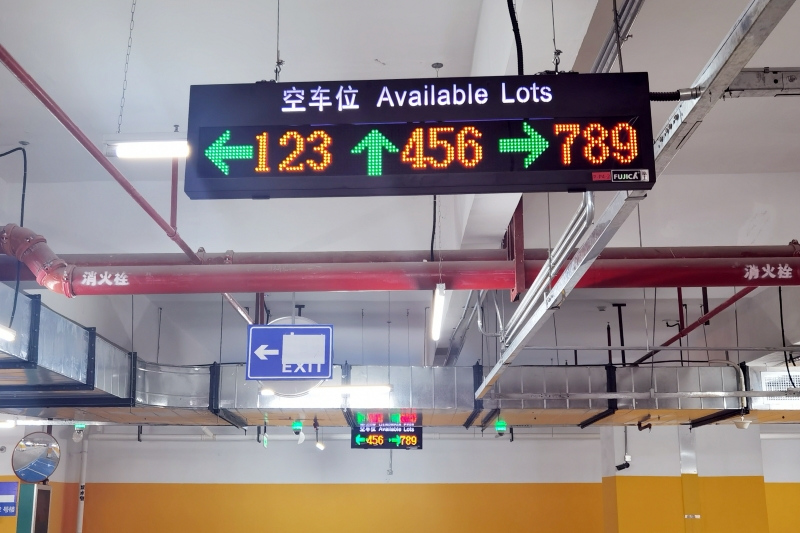 空车位 Available Lots
← 123 ↑ 456 → 789
FUJICA
消火栓
消火栓
← EXIT
空车位 Available Lots
← 456 → 789